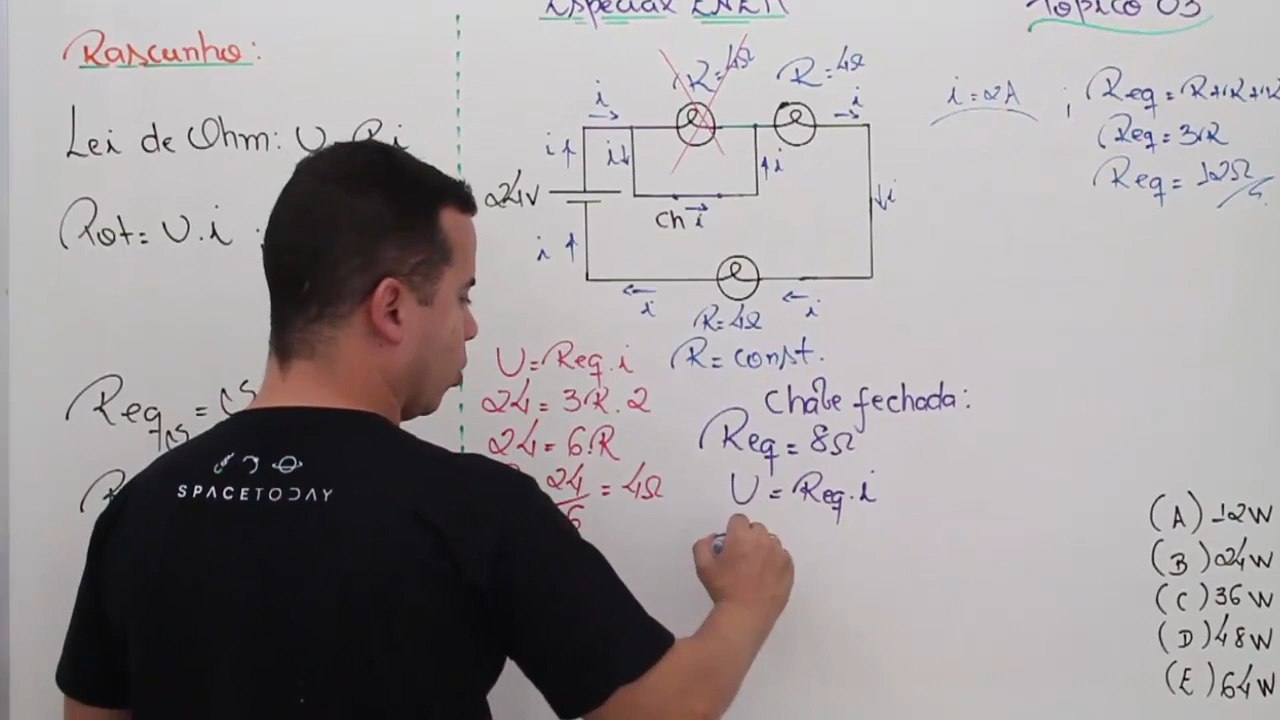 Especial ENEM
Tópico 03
Rascunho:
Lei de Ohm: U R.i
Pot = U.i
Req
SPACETODAY
R=4Ω
R=4Ω
i
i
i
i
i
24V
Ch i
i
i
i
i
R=4Ω
U=Req.i
24=3R.2
24=6.R
24/6 = 4Ω
R=const.
Chave fechada:
Req = 8Ω
U = Req.i
i=2A ; Req=R+R+R
Req=3R
Req=12Ω
(A) 12W
(B) 24W
(C) 36W
(D) 48W
(E) 64W